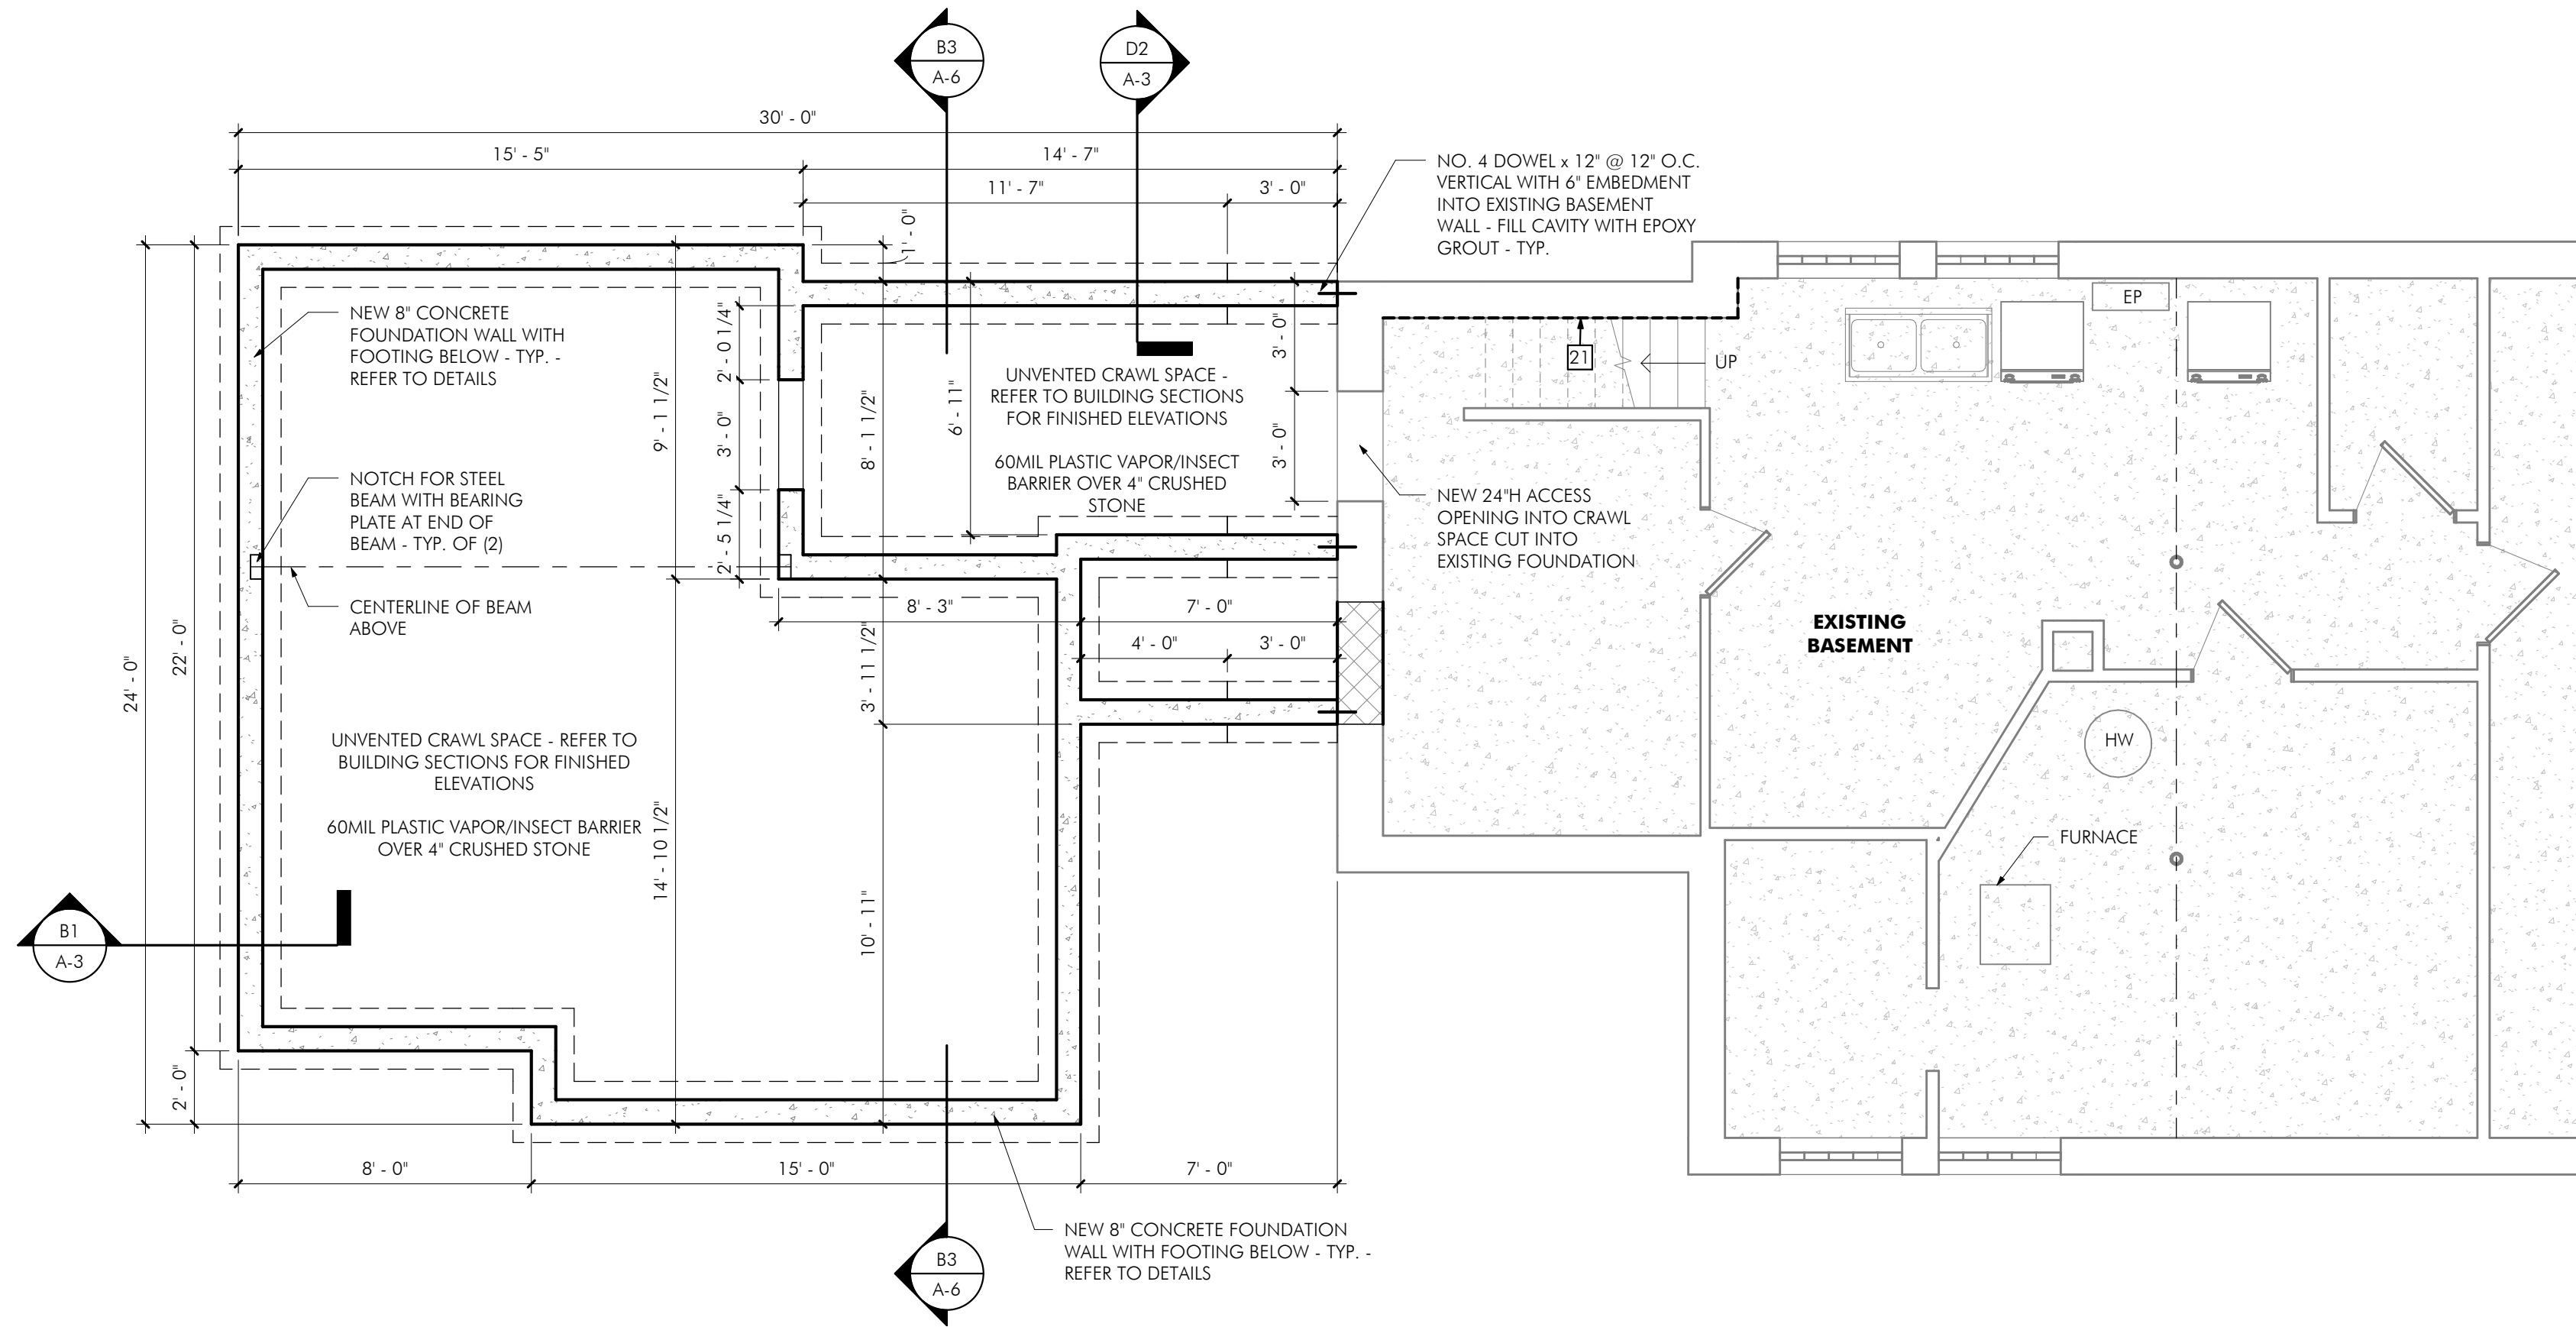 B3
A-6
D2
A-3
30' - 0"
15' - 5"
14' - 7"
11' - 7"
3' - 0"
1' - 0"
NO. 4 DOWEL x 12" @ 12" O.C.
VERTICAL WITH 6" EMBEDMENT
INTO EXISTING BASEMENT
WALL - FILL CAVITY WITH EPOXY
GROUT - TYP.
NEW 8" CONCRETE
FOUNDATION WALL WITH
FOOTING BELOW - TYP. -
REFER TO DETAILS
9' - 1 1/2"
2' - 0 1/4"
3' - 0"
2' - 5 1/4"
8' - 1 1/2"
6' - 11"
UNVENTED CRAWL SPACE -
REFER TO BUILDING SECTIONS
FOR FINISHED ELEVATIONS
60MIL PLASTIC VAPOR/INSECT
BARRIER OVER 4" CRUSHED
STONE
3' - 0"
3' - 0"
21
UP
EP
NOTCH FOR STEEL
BEAM WITH BEARING
PLATE AT END OF
BEAM - TYP. OF (2)
NEW 24"H ACCESS
OPENING INTO CRAWL
SPACE CUT INTO
EXISTING FOUNDATION
CENTERLINE OF BEAM
ABOVE
8' - 3"
7' - 0"
4' - 0"
3' - 0"
3' - 11 1/2"
EXISTING
BASEMENT
24' - 0"
22' - 0"
UNVENTED CRAWL SPACE - REFER TO
BUILDING SECTIONS FOR FINISHED
ELEVATIONS
60MIL PLASTIC VAPOR/INSECT BARRIER
OVER 4" CRUSHED STONE
14' - 10 1/2"
10' - 11"
HW
FURNACE
B1
A-3
2' - 0"
8' - 0"
15' - 0"
7' - 0"
NEW 8" CONCRETE FOUNDATION
WALL WITH FOOTING BELOW - TYP. -
REFER TO DETAILS
B3
A-6